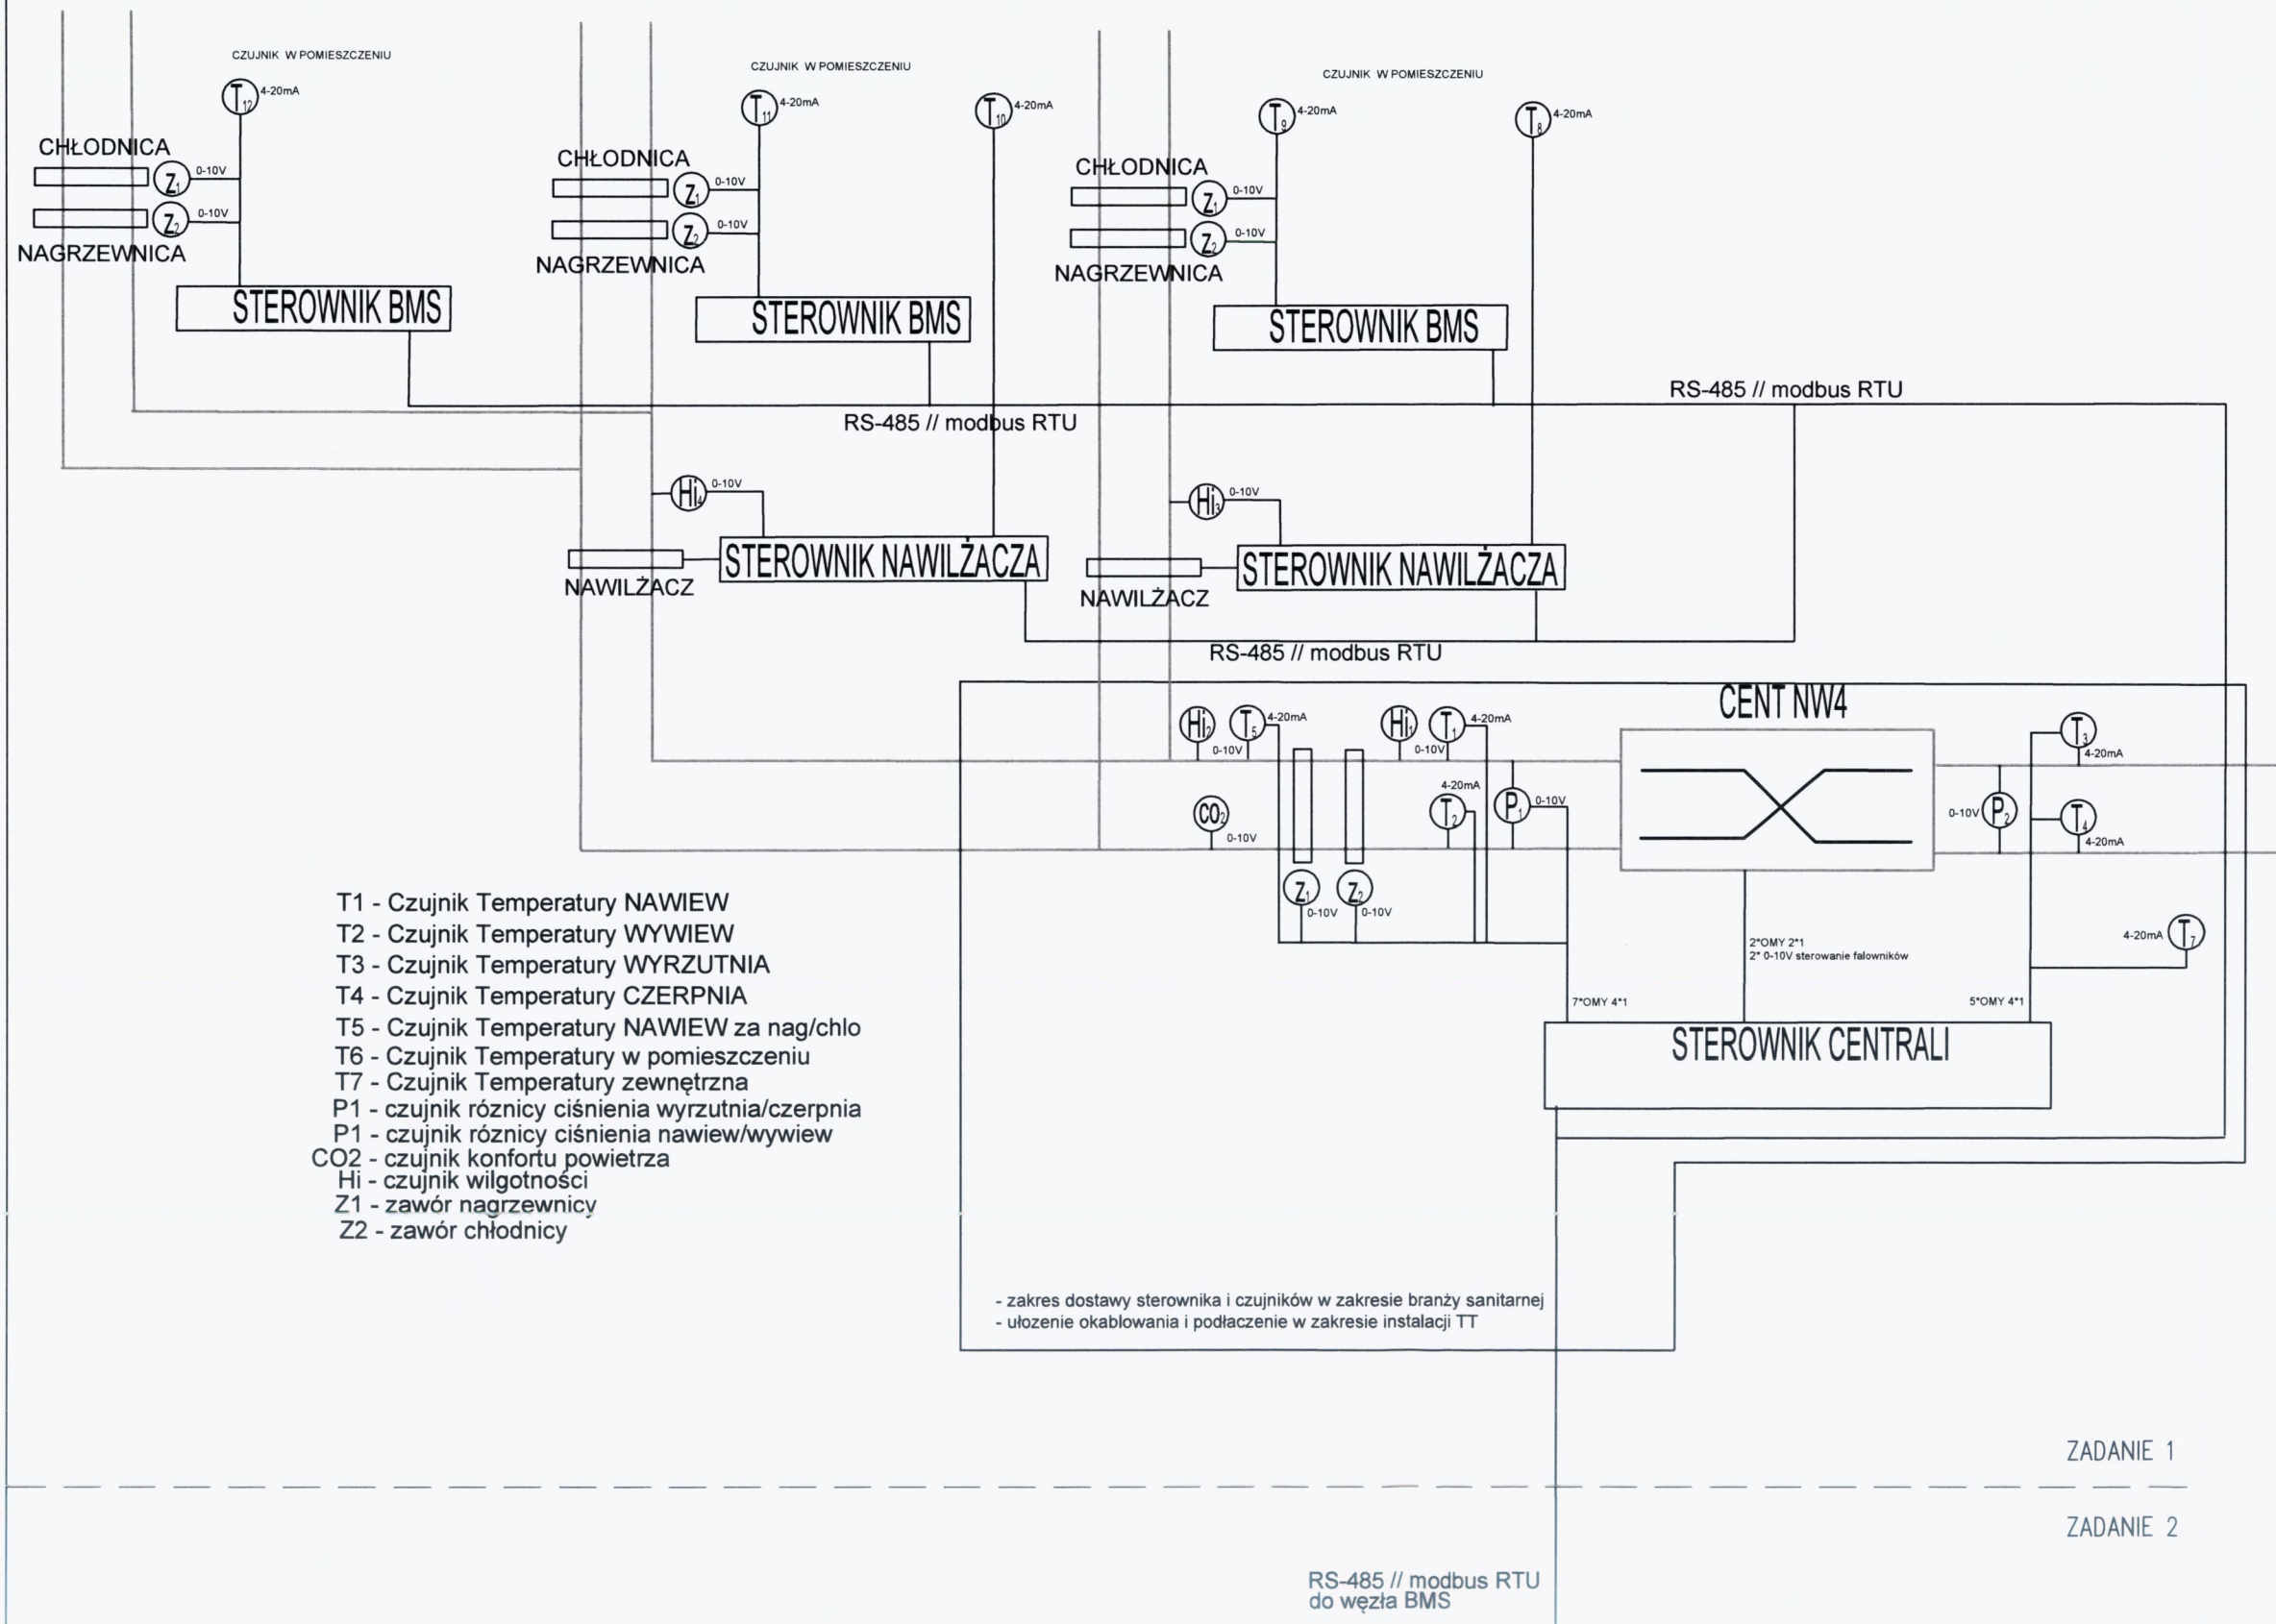 CZUJNIK W POMIESZCZENIU
T12 4-20mA
CHŁODNICA
Z1 0-10V
Z2 0-10V
NAGRZEWNICA
STEROWNIK BMS
CZUJNIK W POMIESZCZENIU
T11 4-20mA
T10 4-20mA
CHŁODNICA
Z1 0-10V
Z2 0-10V
NAGRZEWNICA
STEROWNIK BMS
CZUJNIK W POMIESZCZENIU
T9 4-20mA
T8 4-20mA
CHŁODNICA
Z1 0-10V
Z2 0-10V
NAGRZEWNICA
STEROWNIK BMS
RS-485 // modbus RTU
RS-485 // modbus RTU
Hi4 0-10V
STEROWNIK NAWILŻACZA
NAWILŻACZ
Hi3 0-10V
STEROWNIK NAWILŻACZA
NAWILŻACZ
RS-485 // modbus RTU
CENT NW4
Hi2
0-10V
T5 4-20mA
Hi1
0-10V
T1 4-20mA
T3
4-20mA
CO2
0-10V
4-20mA
T2
P1 0-10V
0-10V P2
T4
4-20mA
Z1
0-10V
Z2
0-10V
4-20mA T7
2*OMY 2*1
2* 0-10V sterowanie falowników
7*OMY 4*1
5*OMY 4*1
STEROWNIK CENTRALI
T1 - Czujnik Temperatury NAWIEW
T2 - Czujnik Temperatury WYWIEW
T3 - Czujnik Temperatury WYRZUTNIA
T4 - Czujnik Temperatury CZERPNIA
T5 - Czujnik Temperatury NAWIEW za nag/chlo
T6 - Czujnik Temperatury w pomieszczeniu
T7 - Czujnik Temperatury zewnętrzna
P1 - czujnik róznicy ciśnienia wyrzutnia/czerpnia
P1 - czujnik róznicy ciśnienia nawiew/wywiew
CO2 - czujnik konfortu powietrza
Hi - czujnik wilgotności
Z1 - zawór nagrzewnicy
Z2 - zawór chłodnicy
- zakres dostawy sterownika i czujników w zakresie branży sanitarnej
- ułozenie okablowania i podłaczenie w zakresie instalacji TT
ZADANIE 1
ZADANIE 2
RS-485 // modbus RTU
do węzła BMS